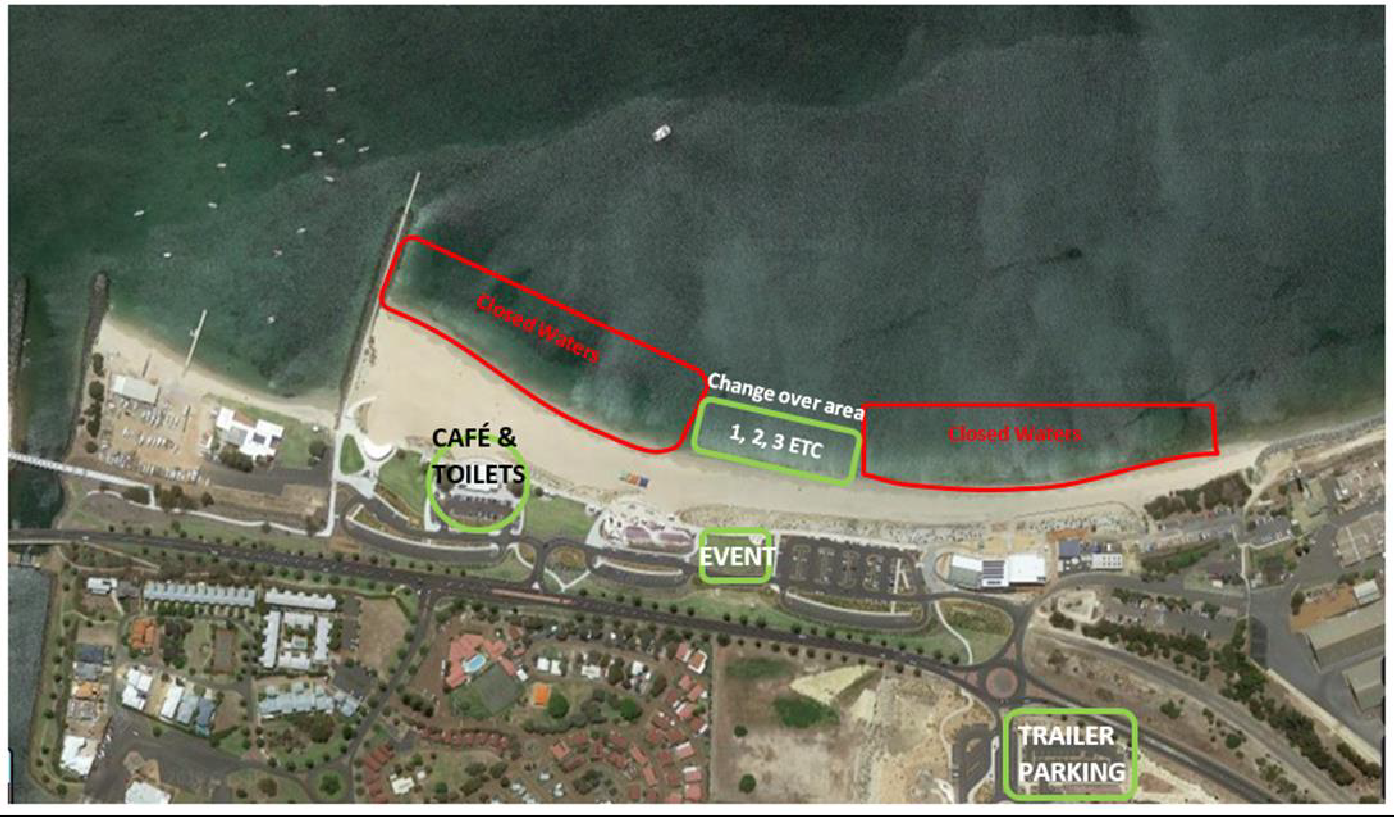 Closed Waters
Change over area
1, 2, 3 ETC
Closed Waters
CAFÉ &
TOILETS
EVENT
TRAILER
PARKING